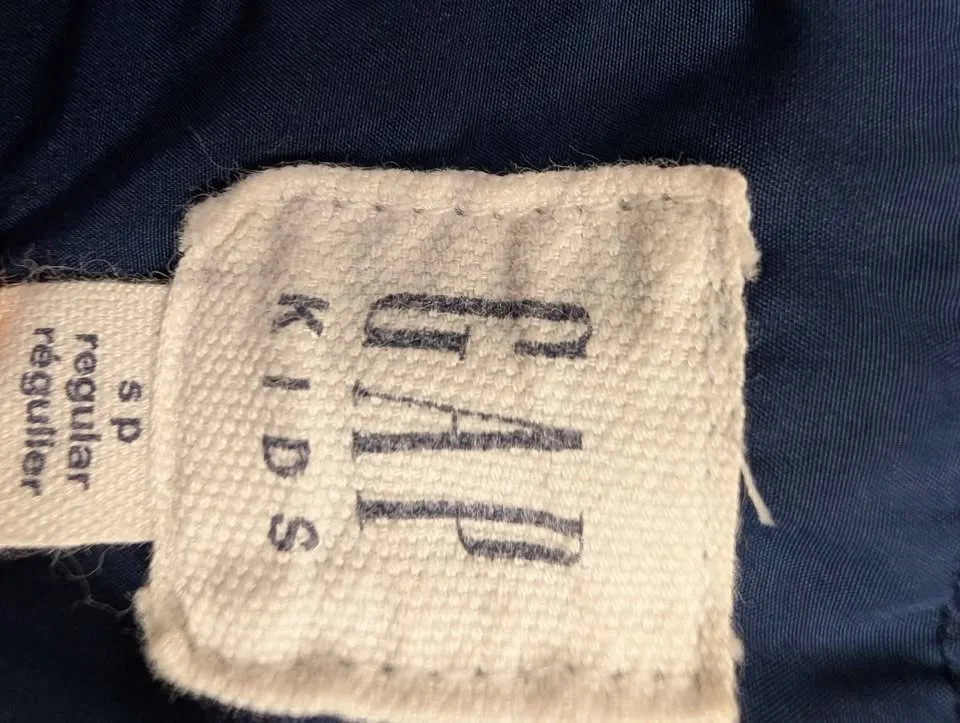 GAP
KIDS
s p
regular
régulier